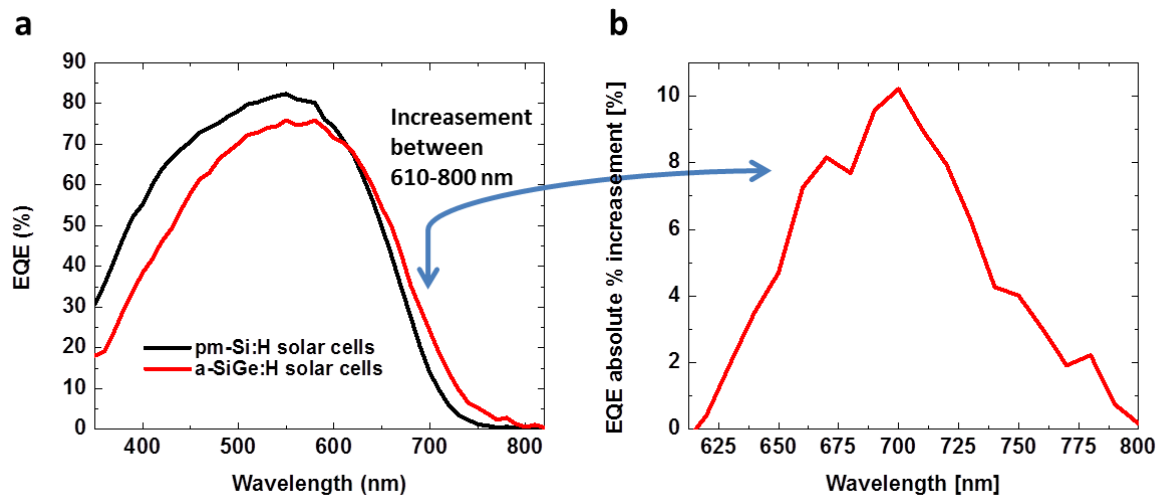 a
EQE (%)
90
80
70
60
50
40
30
20
10
0
400
500
600
700
800
Wavelength (nm)
pm-Si:H solar cells
a-SiGe:H solar cells
Increasement
between
610-800 nm
b
EQE absolute % increasement [%]
10
8
6
4
2
0
625
650
675
700
725
750
775
800
Wavelength [nm]